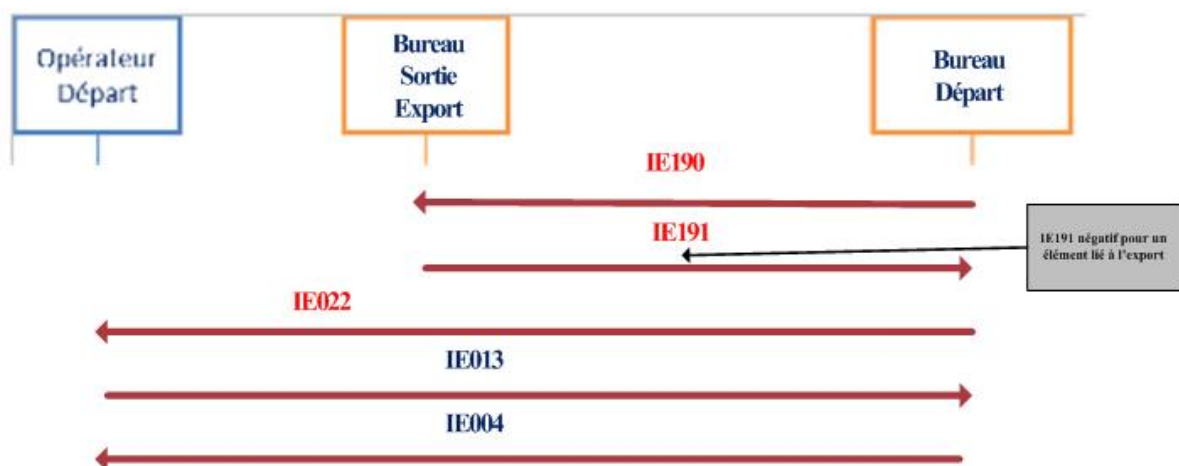 Opérateur
Départ
Bureau
Sortie
Export
Bureau
Départ
IE190
IE191
IE191 négatif pour un
élément lié à l'export
IE022
IE013
IE004